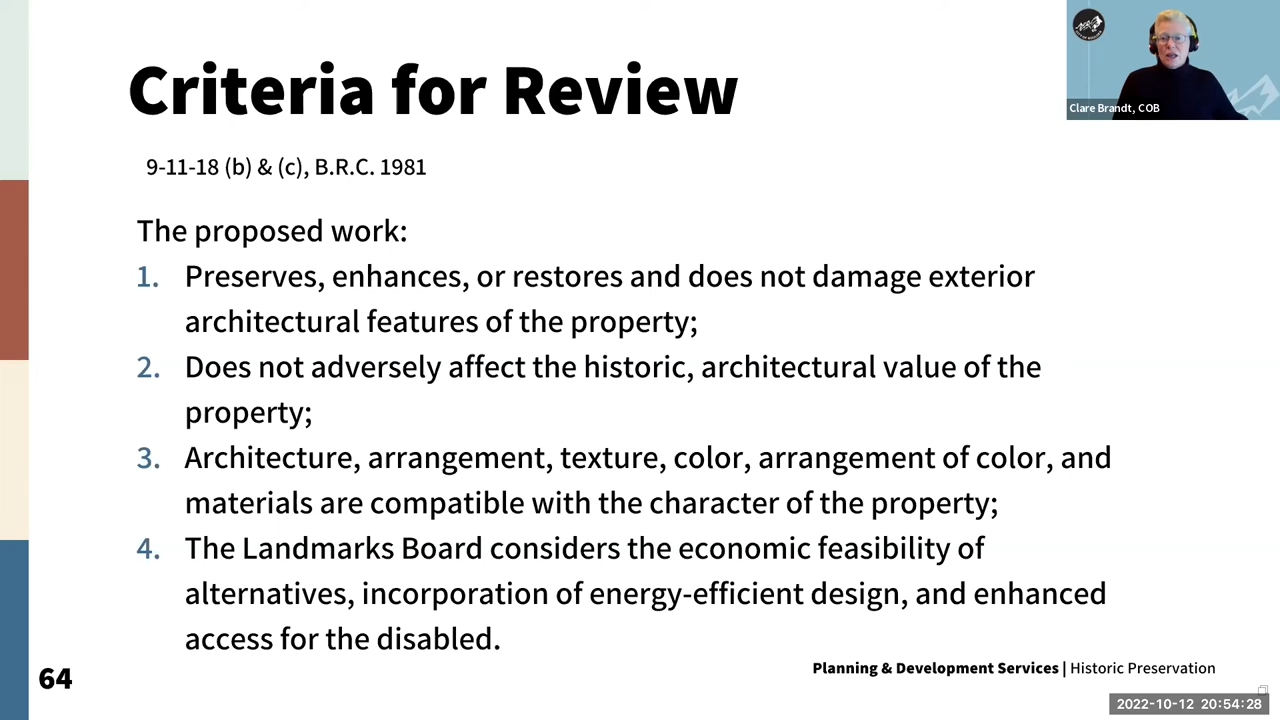 Criteria for Review
Clare Brandt, COB
9-11-18 (b) & (c), B.R.C. 1981
The proposed work:
1. Preserves, enhances, or restores and does not damage exterior
architectural features of the property;
2. Does not adversely affect the historic, architectural value of the
property;
3. Architecture, arrangement, texture, color, arrangement of color, and
materials are compatible with the character of the property;
4. The Landmarks Board considers the economic feasibility of
alternatives, incorporation of energy-efficient design, and enhanced
access for the disabled.
64
Planning & Development Services | Historic Preservation
2022-10-12 20:54:28